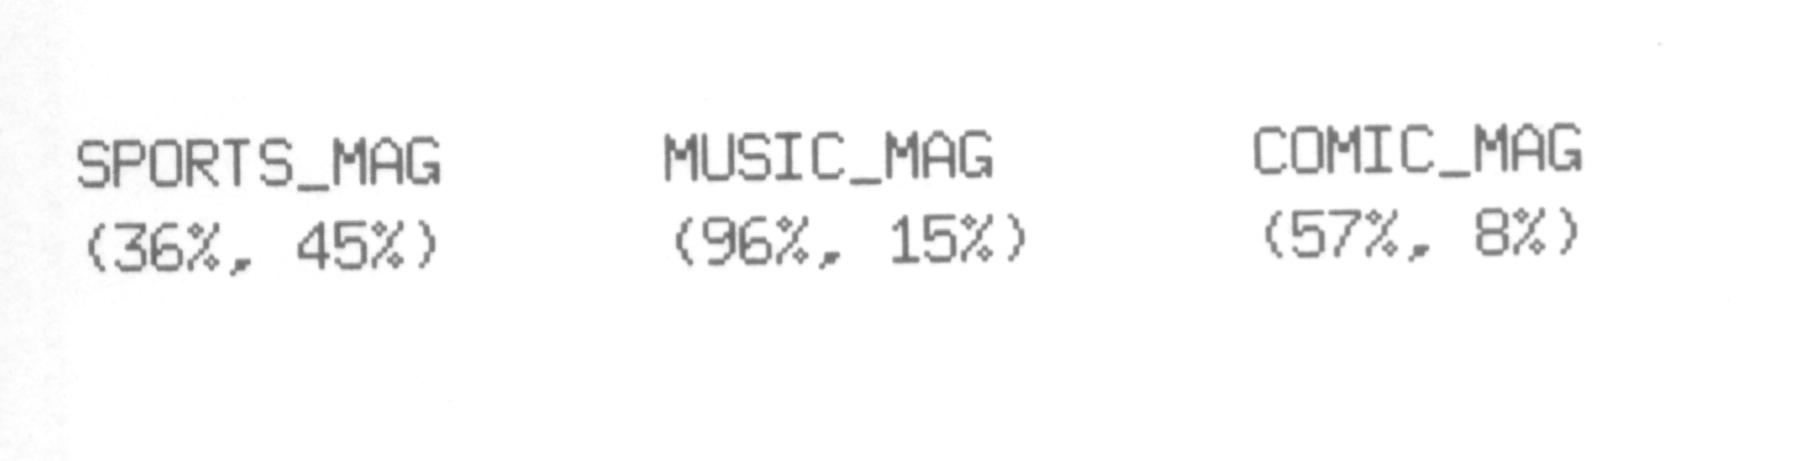 SPORTS_MAG MUSIC_MAG COMIC_MAG
(36%, 45%) (96%, 15%) (57%, 8%)